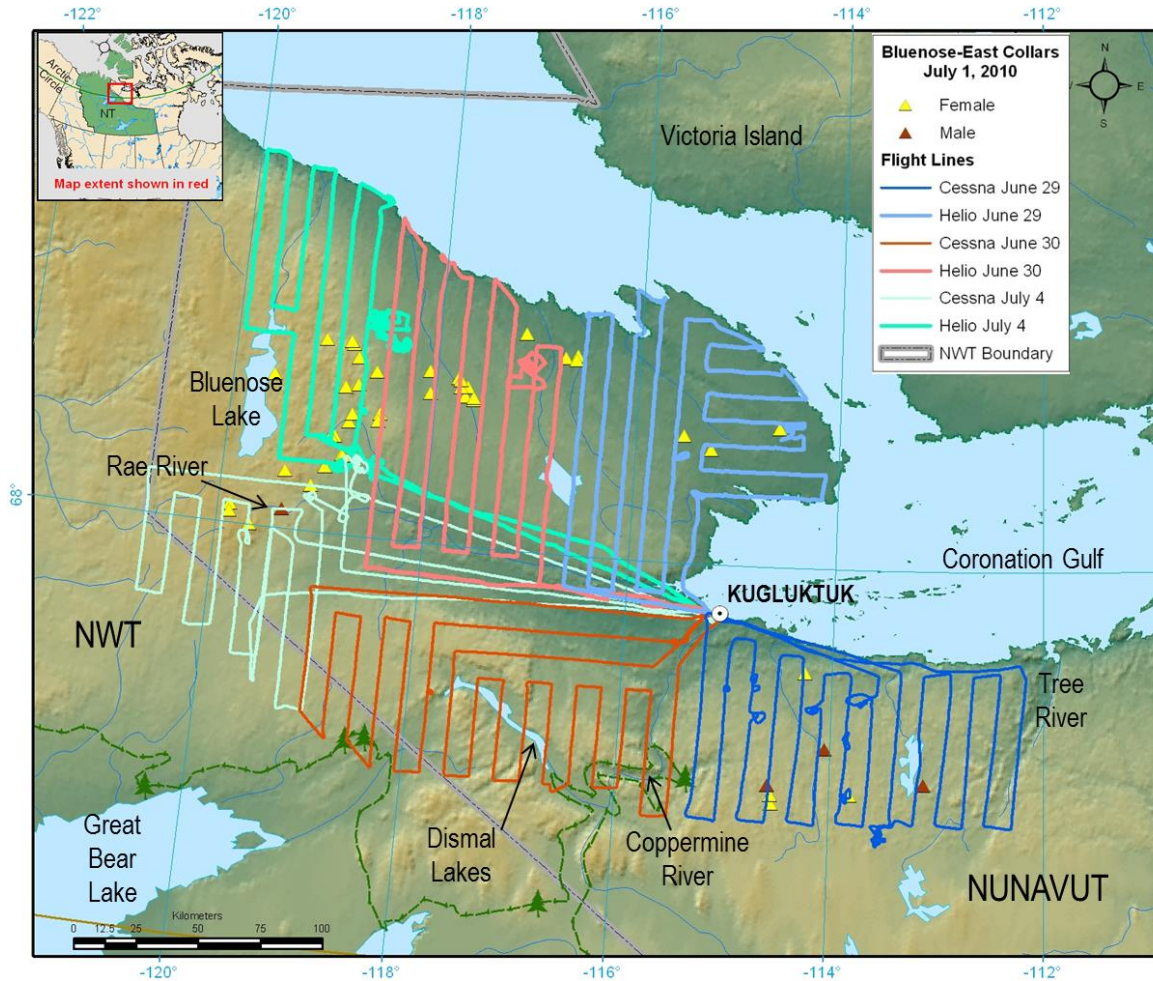 -122°
-120°
-118°
-116°
-114°
-112°
Arctic
Circle
NT
Map extent shown in red
Bluenose-East Collars
July 1, 2010
Female
Male
Flight Lines
Cessna June 29
Helio June 29
Cessna June 30
Helio June 30
Cessna July 4
Helio July 4
NWT Boundary
N
E
S
Victoria Island
Bluenose
Lake
Rae River
68°
68°
Coronation Gulf
KUGLUKTUK
NWT
Tree
River
Great
Bear
Lake
Dismal
Lakes
Coppermine
River
NUNAVUT
Kilometers
0 12.5 25 50 75 100
-120°
-118°
-116°
-114°
-112°